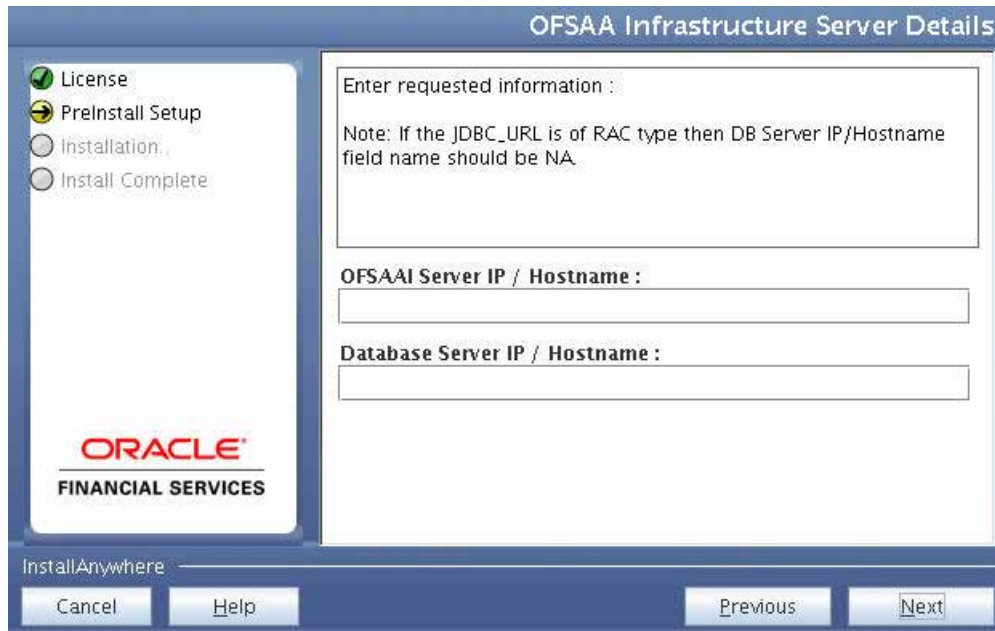 OFSAA Infrastructure Server Details
License
PreInstall Setup
Installation..
Install Complete
Enter requested information :
Note: If the JDBC_URL is of RAC type then DB Server IP/Hostname
field name should be NA.
OFSAAI Server IP / Hostname :
Database Server IP / Hostname :
ORACLE
FINANCIAL SERVICES
InstallAnywhere
Cancel
Help
Previous
Next